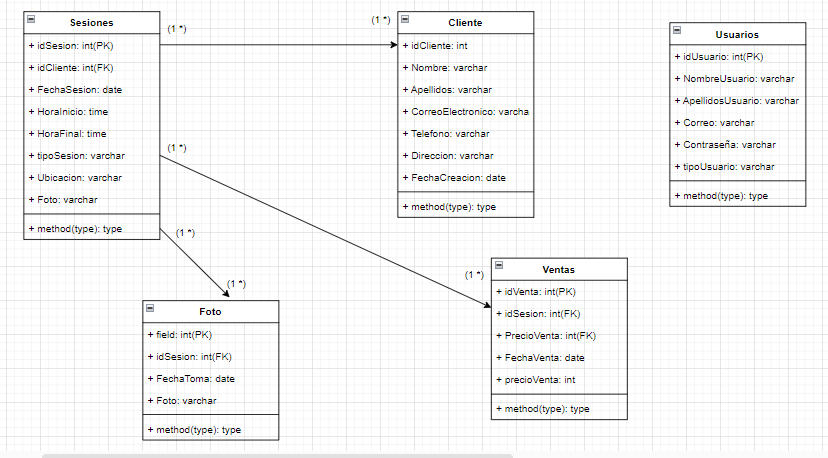 Sesiones
+ idSesion: int(PK)
+ idCliente: int(FK)
+ FechaSesion: date
+ HoraInicio: time
+ HoraFinal: time
+ tipoSesion: varchar
+ Ubicacion: varchar
+ Foto: varchar
+ method(type): type
(1 *)
(1 *)
Cliente
+ idCliente: int
+ Nombre: varchar
+ Apellidos: varchar
+ CorreoElectronico: varcha
+ Telefono: varchar
+ Direccion: varchar
+ FechaCreacion: date
+ method(type): type
Usuarios
+ idUsuario: int(PK)
+ NombreUsuario: varchar
+ ApellidosUsuario: varchar
+ Correo: varchar
+ Contraseña: varchar
+ tipoUsuario: varchar
+ method(type): type
(1 *)
(1 *)
(1 *)
(1 *)
Foto
+ field: int(PK)
+ idSesion: int(FK)
+ FechaToma: date
+ Foto: varchar
+ method(type): type
Ventas
+ idVenta: int(PK)
+ idSesion: int(FK)
+ PrecioVenta: int(FK)
+ FechaVenta: date
+ precioVenta: int
+ method(type): type